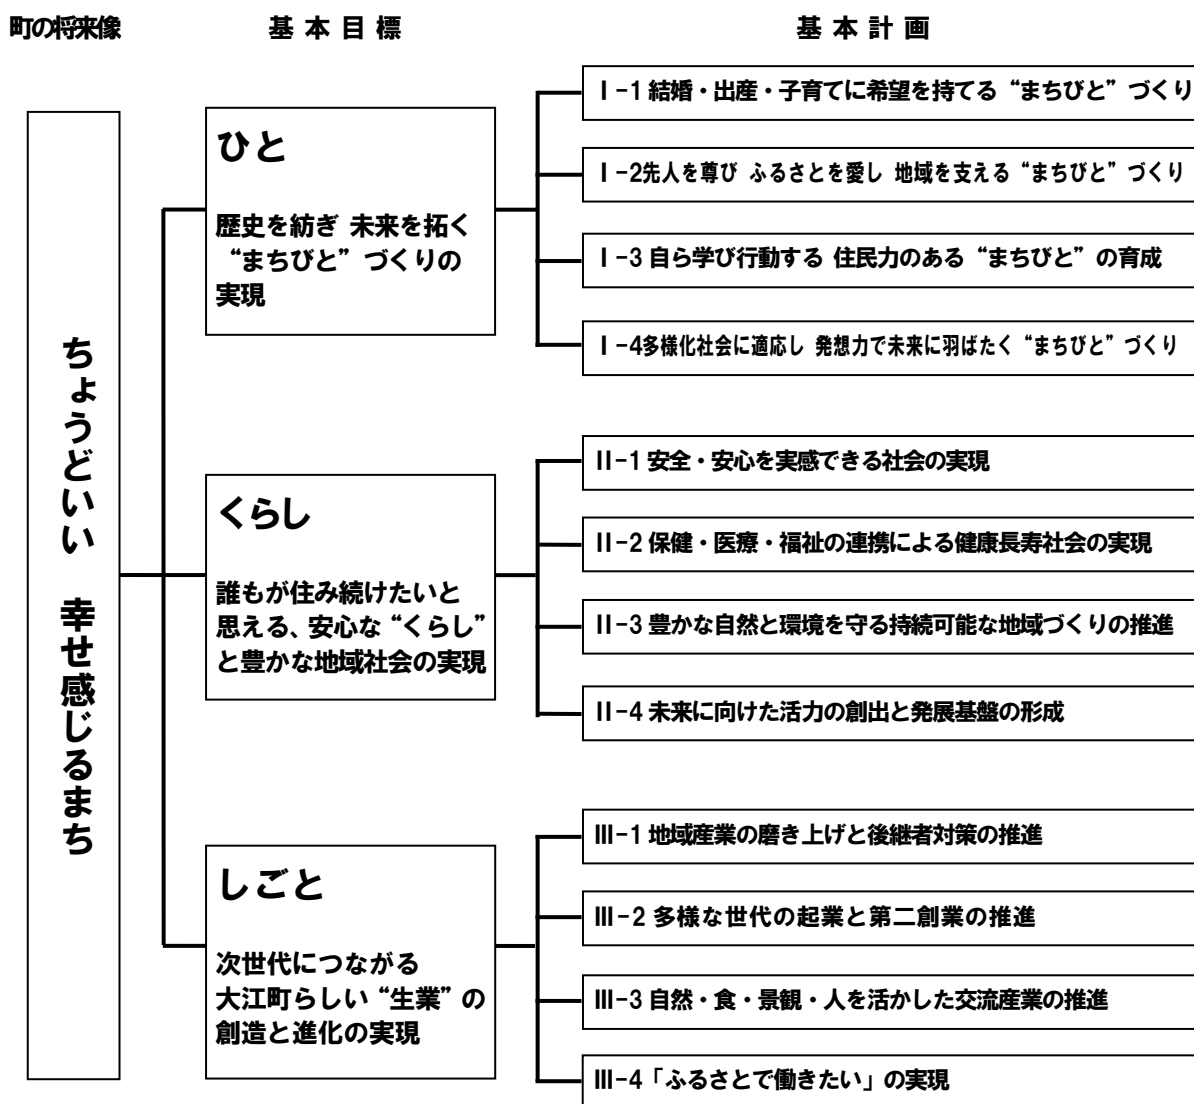 町の将来像
基本目標
基本計画
ちょうどいい 幸せ感じるまち
ひと
歴史を紡ぎ 未来を拓く
“まちびと”づくりの
実現
Ⅰ-1 結婚・出産・子育てに希望を持てる“まちびと”づくり
Ⅰ-2先人を尊び ふるさとを愛し 地域を支える“まちびと”づくり
Ⅰ-3 自ら学び行動する 住民力のある“まちびと”の育成
Ⅰ-4多様化社会に適応し 発想力で未来に羽ばたく“まちびと”づくり
くらし
誰もが住み続けたいと
思える、安心な“くらし”
と豊かな地域社会の実現
Ⅱ-1 安全・安心を実感できる社会の実現
Ⅱ-2 保健・医療・福祉の連携による健康長寿社会の実現
Ⅱ-3 豊かな自然と環境を守る持続可能な地域づくりの推進
Ⅱ-4 未来に向けた活力の創出と発展基盤の形成
しごと
次世代につながる
大江町らしい“生業”の
創造と進化の実現
Ⅲ-1 地域産業の磨き上げと後継者対策の推進
Ⅲ-2 多様な世代の起業と第二創業の推進
Ⅲ-3 自然・食・景観・人を活かした交流産業の推進
Ⅲ-4「ふるさとで働きたい」の実現